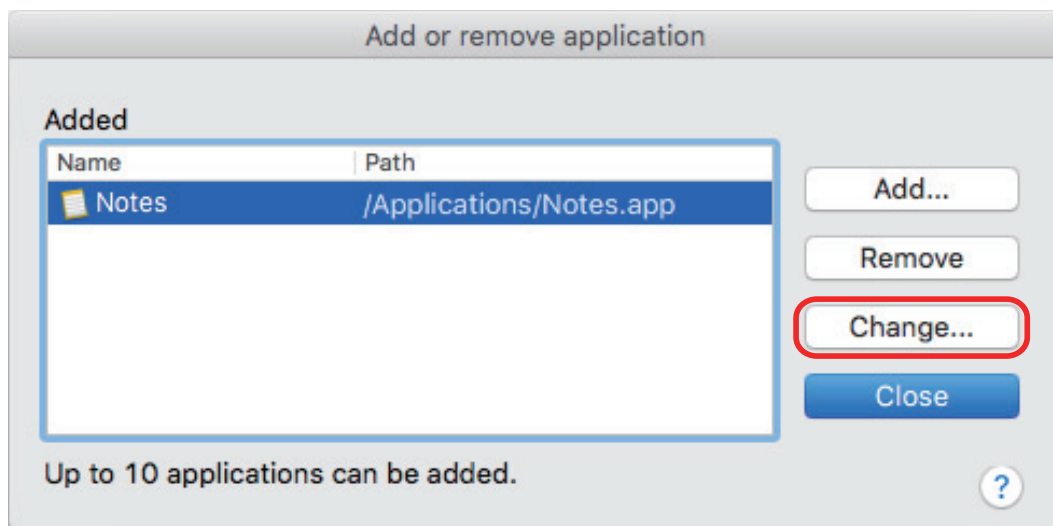 Add or remove application
Added
Name Path
Notes /Applications/Notes.app
Add...
Remove
Change...
Close
Up to 10 applications can be added.
?